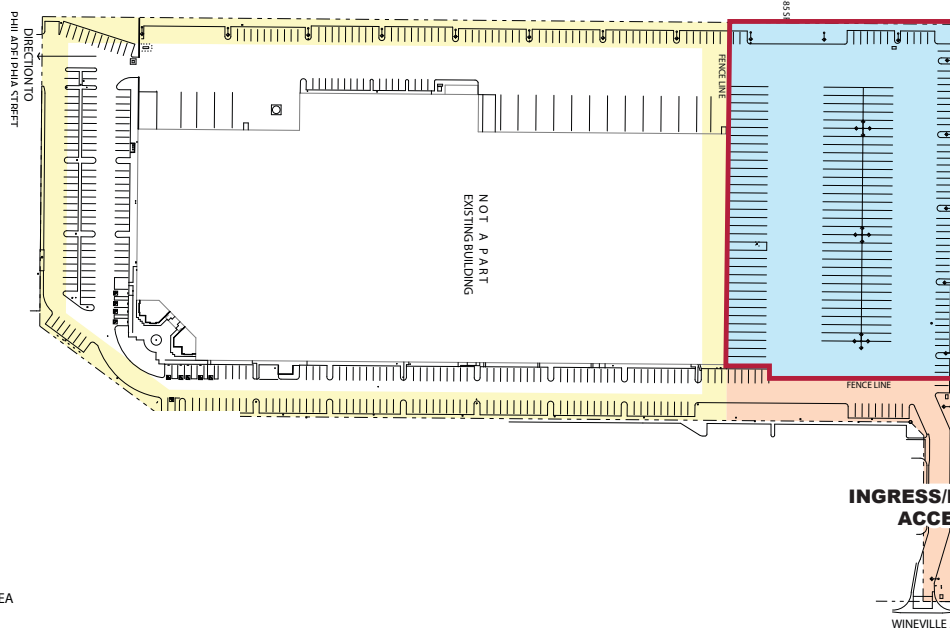 DIRECTION TO
PHILADELPHIA STREET
FENCE LINE
NOT A PART
EXISTING BUILDING
FENCE LINE
INGRESS/
ACCE
WINEVILLE
EA